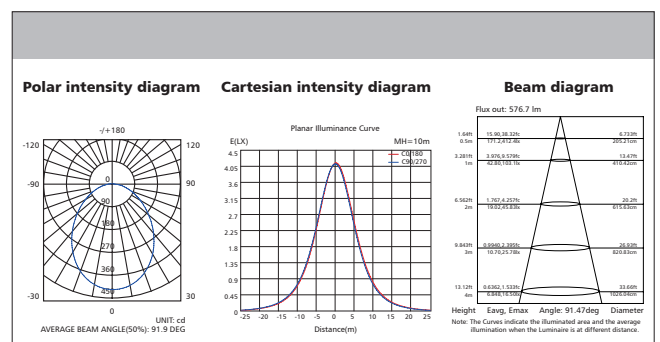 Polar intensity diagram
-/+180
-120
120
-90
90
0
90
180
270
360
450
-30
30
0
UNIT: cd
AVERAGE BEAM ANGLE(50%): 91.9 DEG
Cartesian intensity diagram
Planar Illuminance Curve
E(LX)
MH=10m
C0/180
C90/270
4.5
4.05
3.6
3.15
2.7
2.25
1.8
1.35
0.9
0.45
0
-25 -20 -15 -10 -5 0 5 10 15 20 25
Distance(m)
Beam diagram
Flux out: 576.7 lm
1.64ft 15.90,38.32fc 6.733ft
0.5m 171.2,412.4lx 205.21cm
3.281ft 3.976,9.579fc 13.47ft
1m 42.80,103.1lx 410.42cm
6.562ft 1.767,4.257fc 20.2ft
2m 19.02,45.83lx 615.63cm
9.843ft 0.9940,2.395fc 26.93ft
3m 10.70,25.78lx 820.83cm
13.12ft 0.6362,1.533fc 33.66ft
4m 6.848,16.50lx 1026.04cm
Height Eavg, Emax Angle: 91.47deg Diameter
Note: The Curves indicate the illuminated area and the average
illumination when the Luminaire is at different distance.